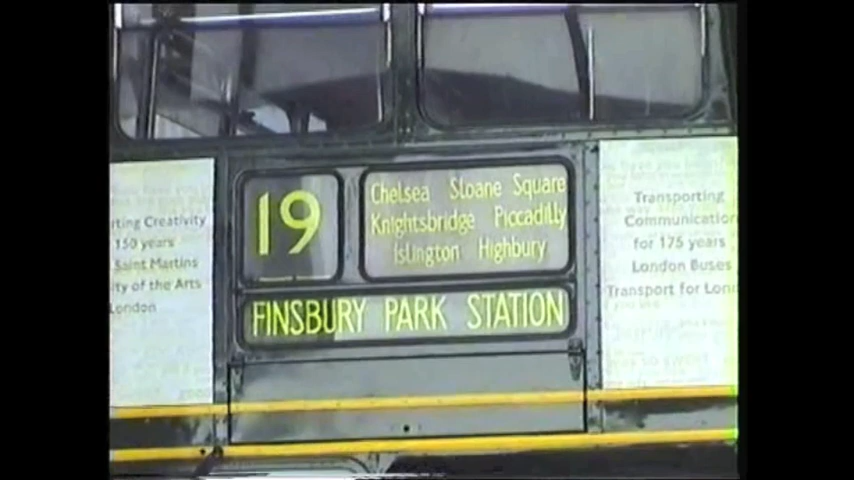 rting Creativity
150 years
Saint Martins
ity of the Arts
London
19
Chelsea Sloane Square
Knightsbridge Piccadilly
Islington Highbury
FINSBURY PARK STATION
Transporting
Communication
for 175 years
London Buses
Transport for Lond